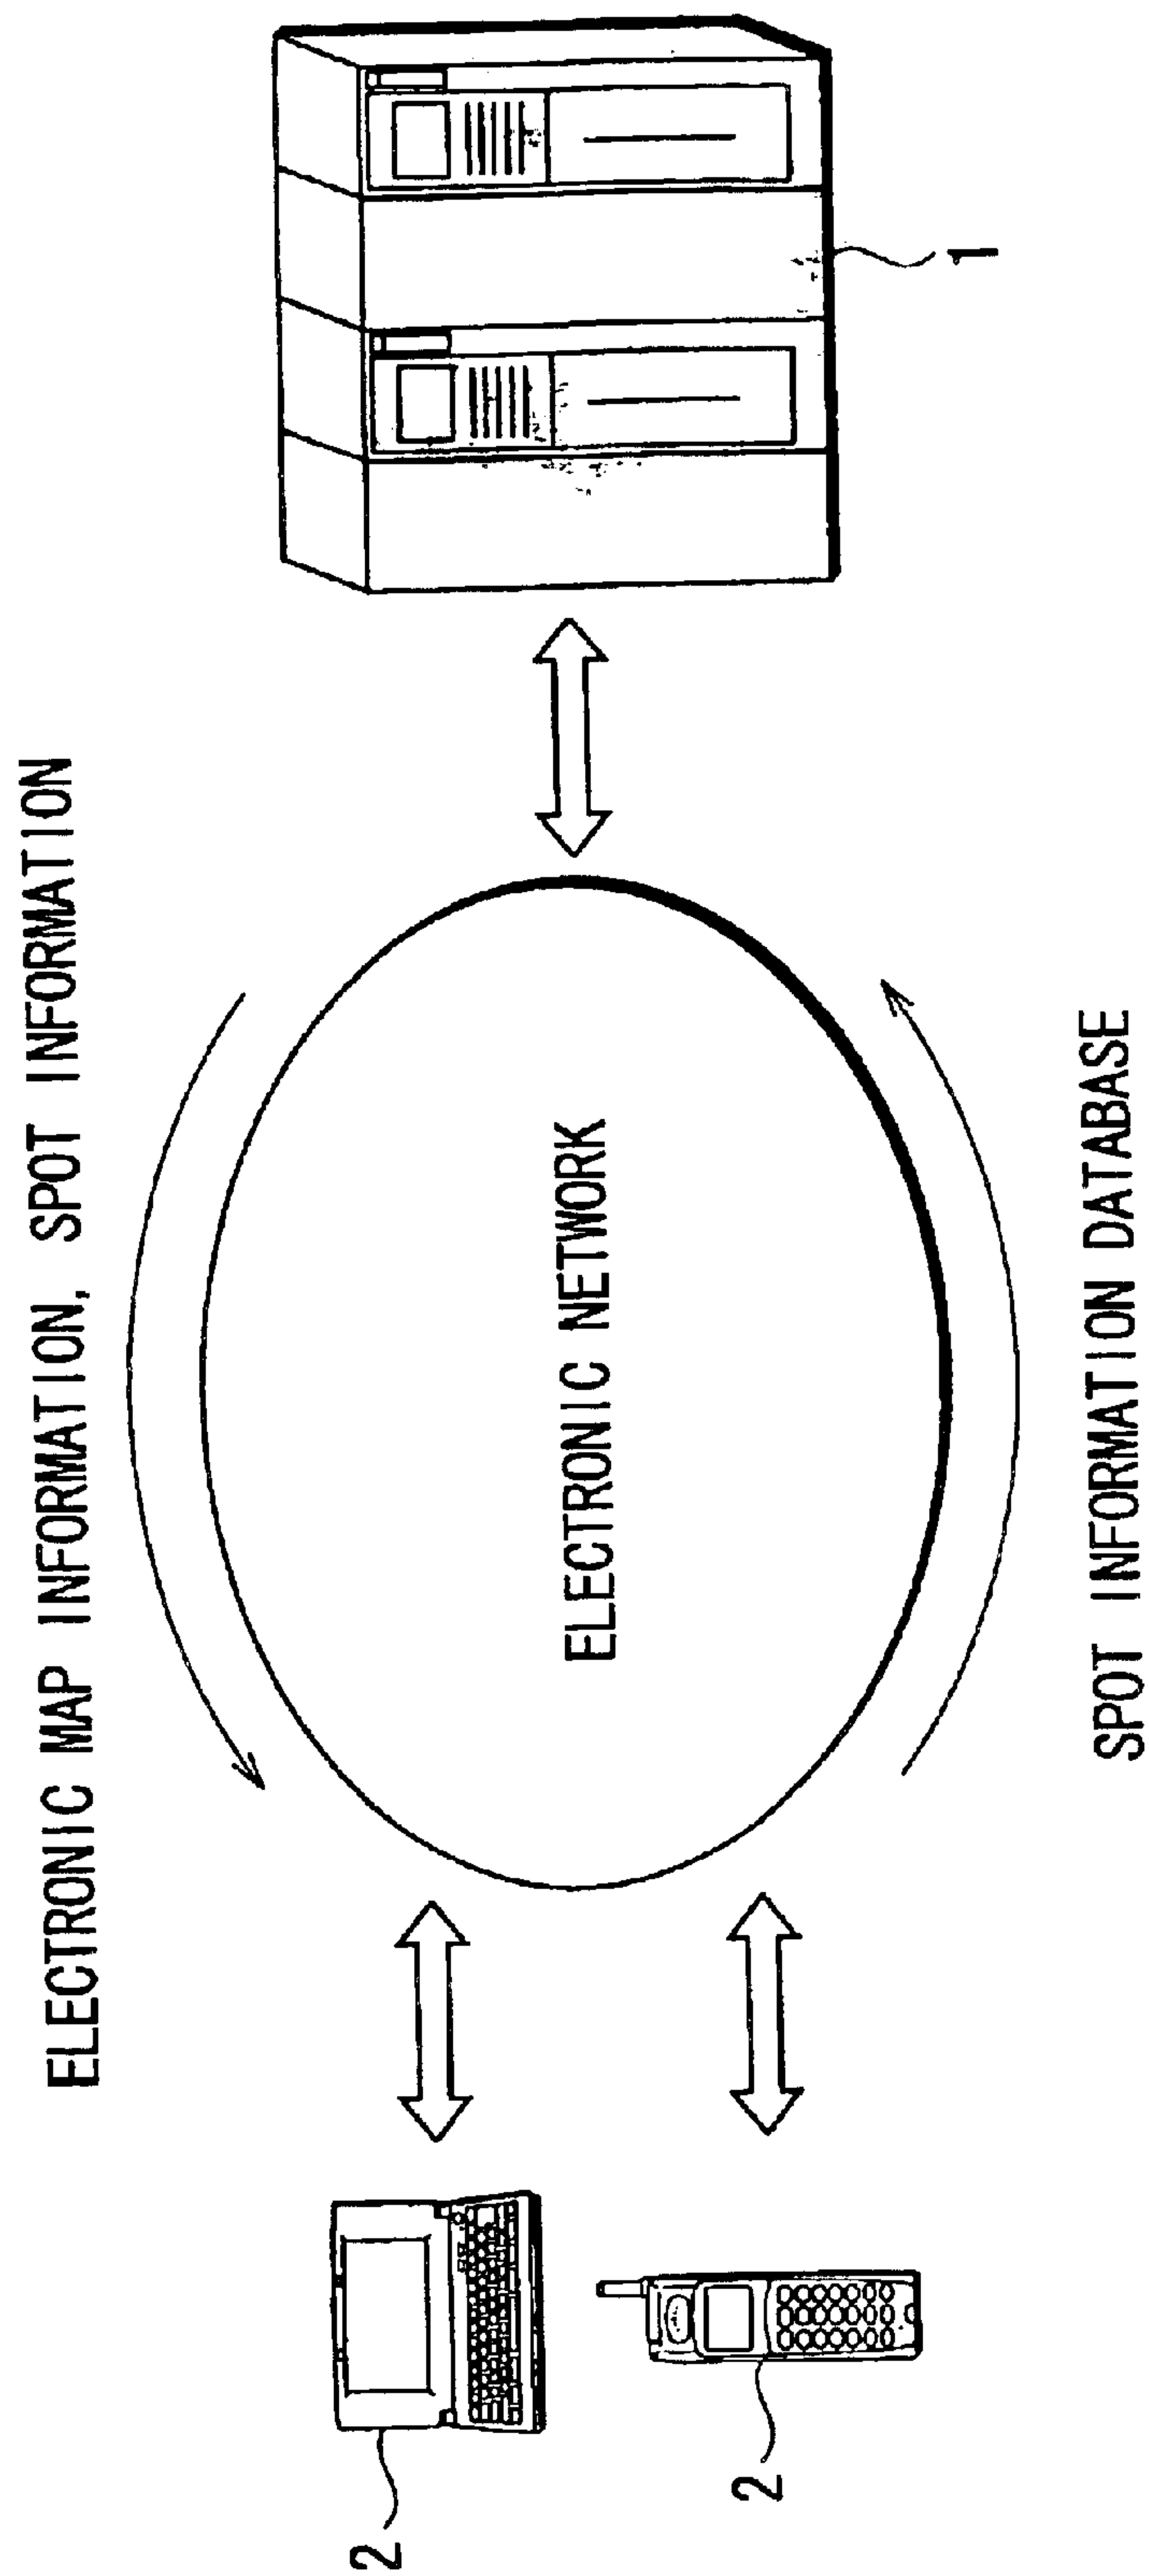 ELECTRONIC MAP INFORMATION, SPOT INFORMATION
2
2
ELECTRONIC NETWORK
1
SPOT INFORMATION DATABASE